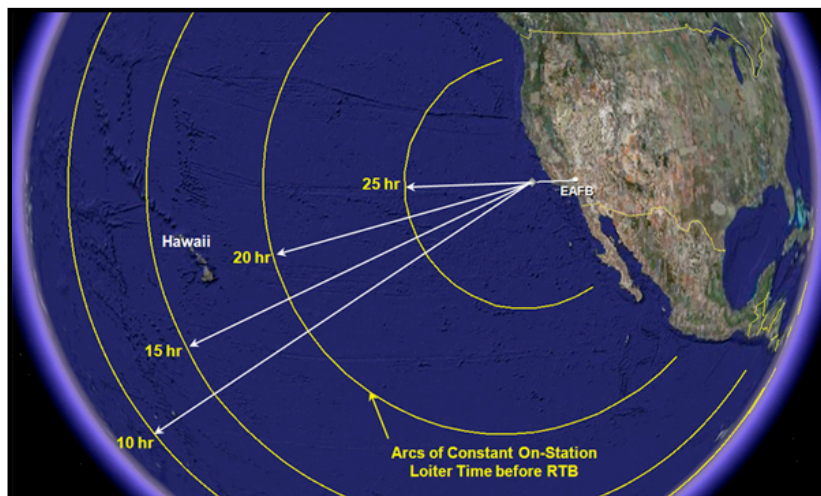 25 hr
EAFB
Hawaii
20 hr
15 hr
10 hr
Arcs of Constant On-Station
Loiter Time before RTB